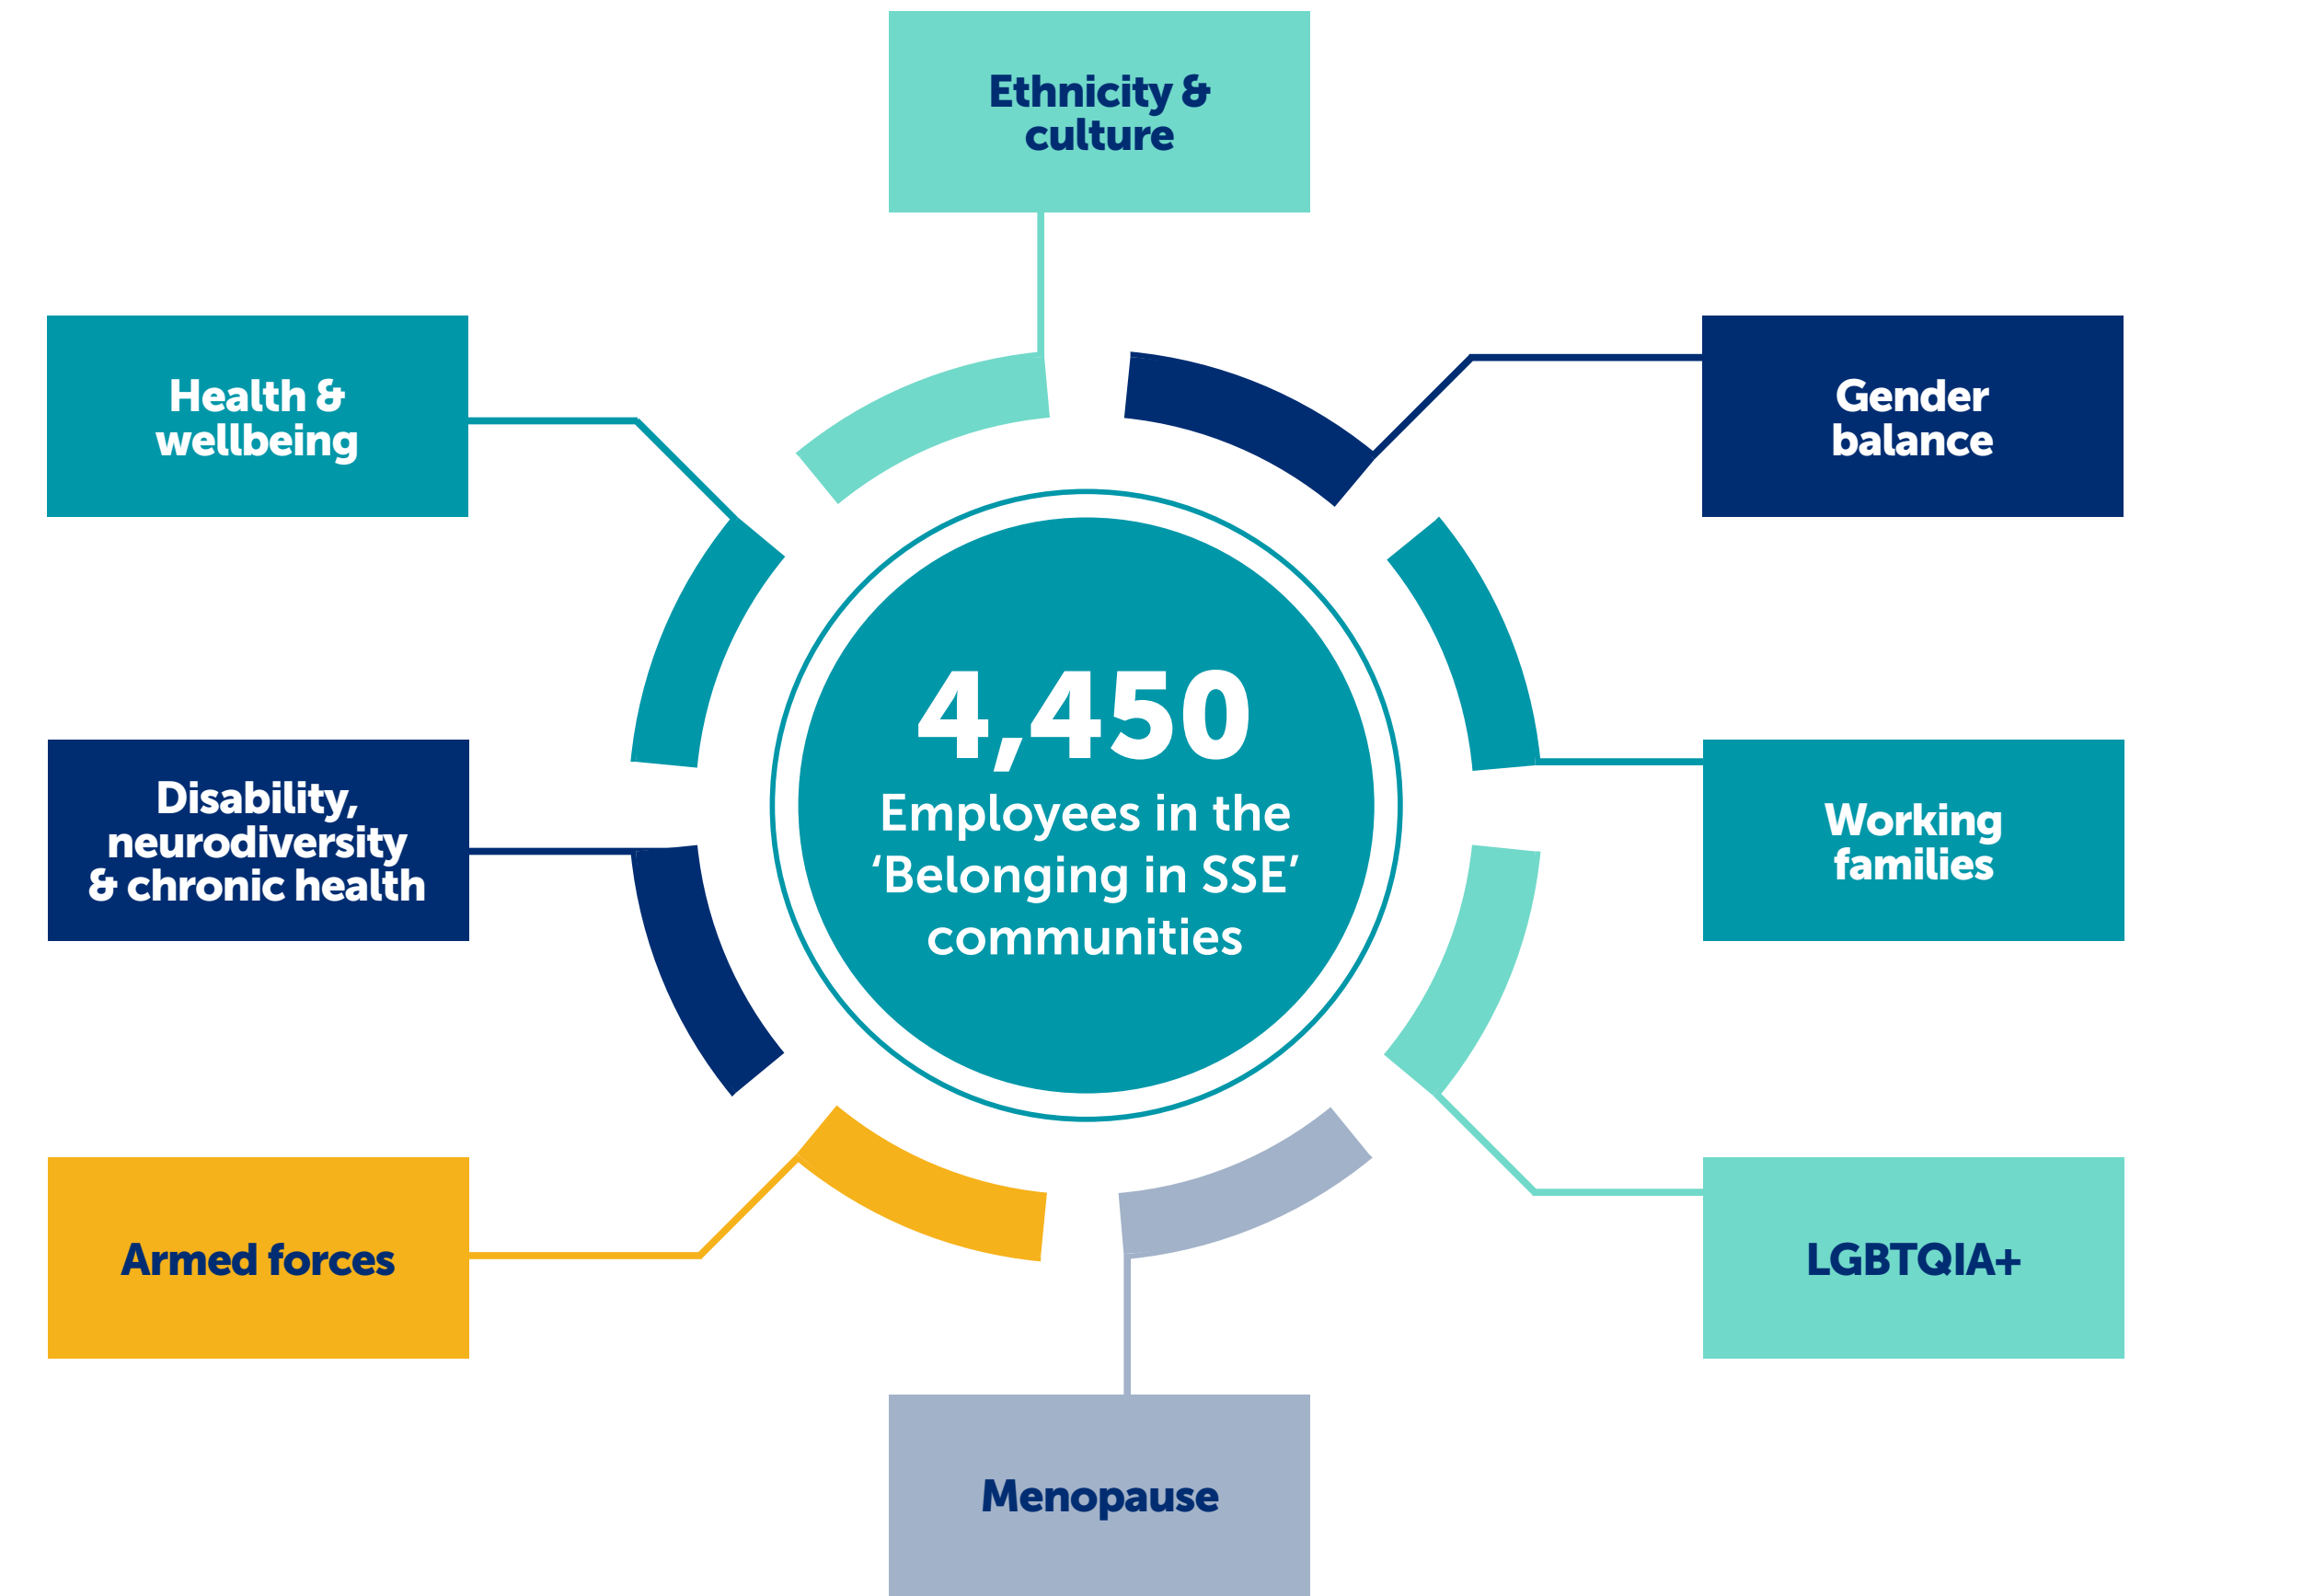 Ethnicity &
culture
Health &
wellbeing
Gender
balance
4,450
Employees in the
‘Belonging in SSE’
communities
Disability,
neurodiversity
& chronic health
Working
families
Armed forces
LGBTQIA+
Menopause